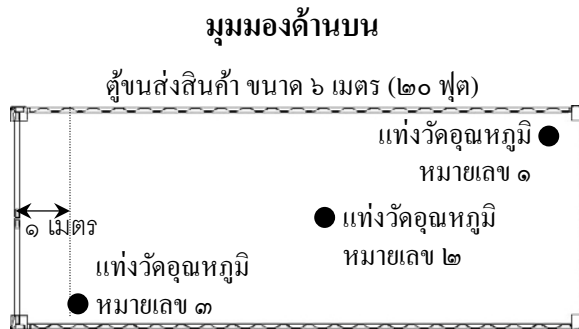 มุมมองด้านบน
ตู้ขนส่งสินค้า ขนาด ๖ เมตร (๒๐ ฟุต)
แท่งวัดอุณหภูมิ
หมายเลข ๑
แท่งวัดอุณหภูมิ
หมายเลข ๒
๑ เมตร
แท่งวัดอุณหภูมิ
หมายเลข ๓